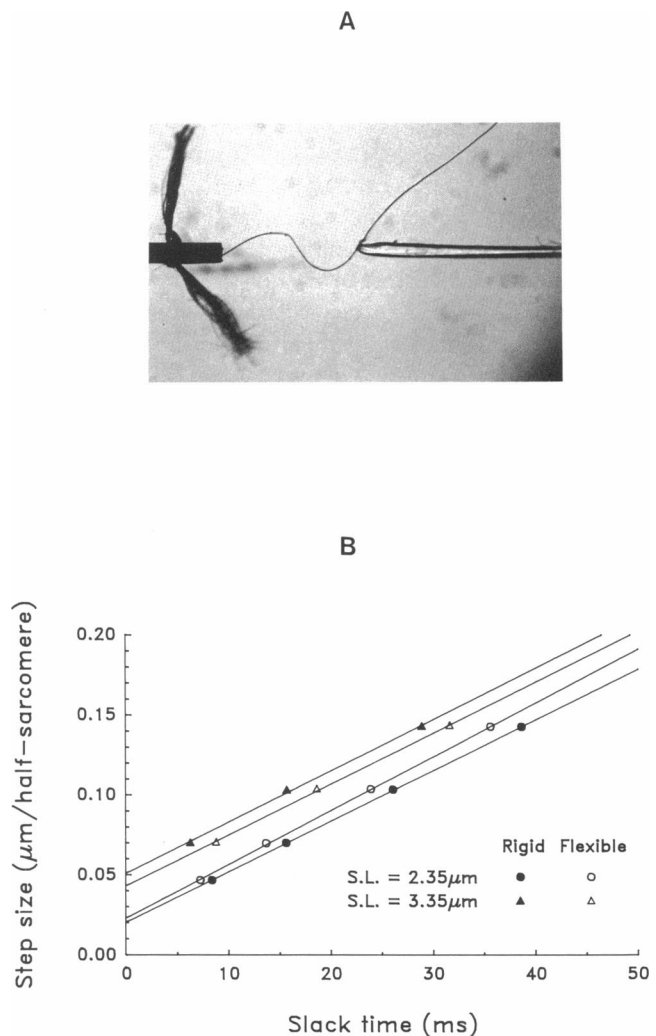 A
B
Step size (μm/half-sarcomere)
0.20
0.15
0.10
0.05
0.00
Rigid Flexible
S.L. = 2.35μm
S.L. = 3.35μm
0 10 20 30 40 50
Slack time (ms)